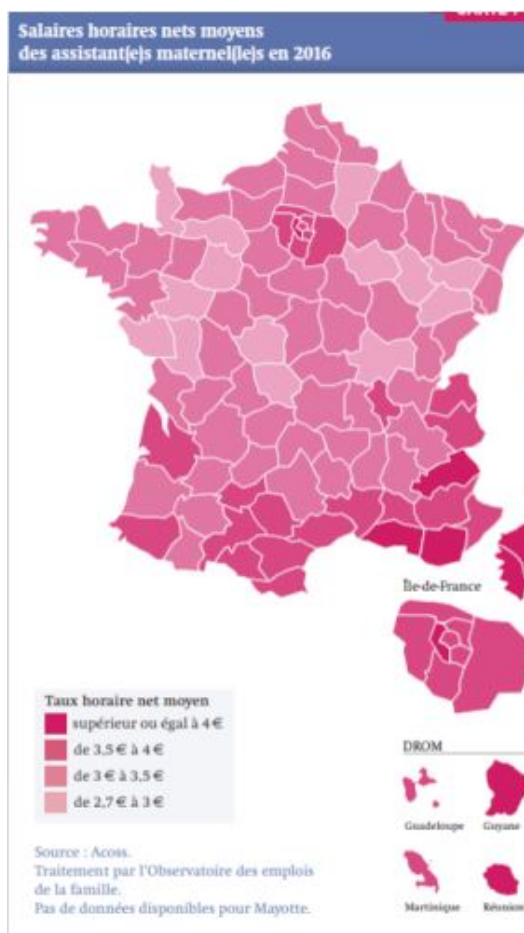 CARTE
Salaires horaires nets moyens
des assistant(e)s maternel(le)s en 2016
Île-de-France
Taux horaire net moyen
supérieur ou égal à 4 €
de 3,5 € à 4 €
de 3 € à 3,5 €
de 2,7 € à 3 €
DROM
Guadeloupe
Guyane
Martinique
Réunion
Source : Acoss.
Traitement par l'Observatoire des emplois
de la famille.
Pas de données disponibles pour Mayotte.